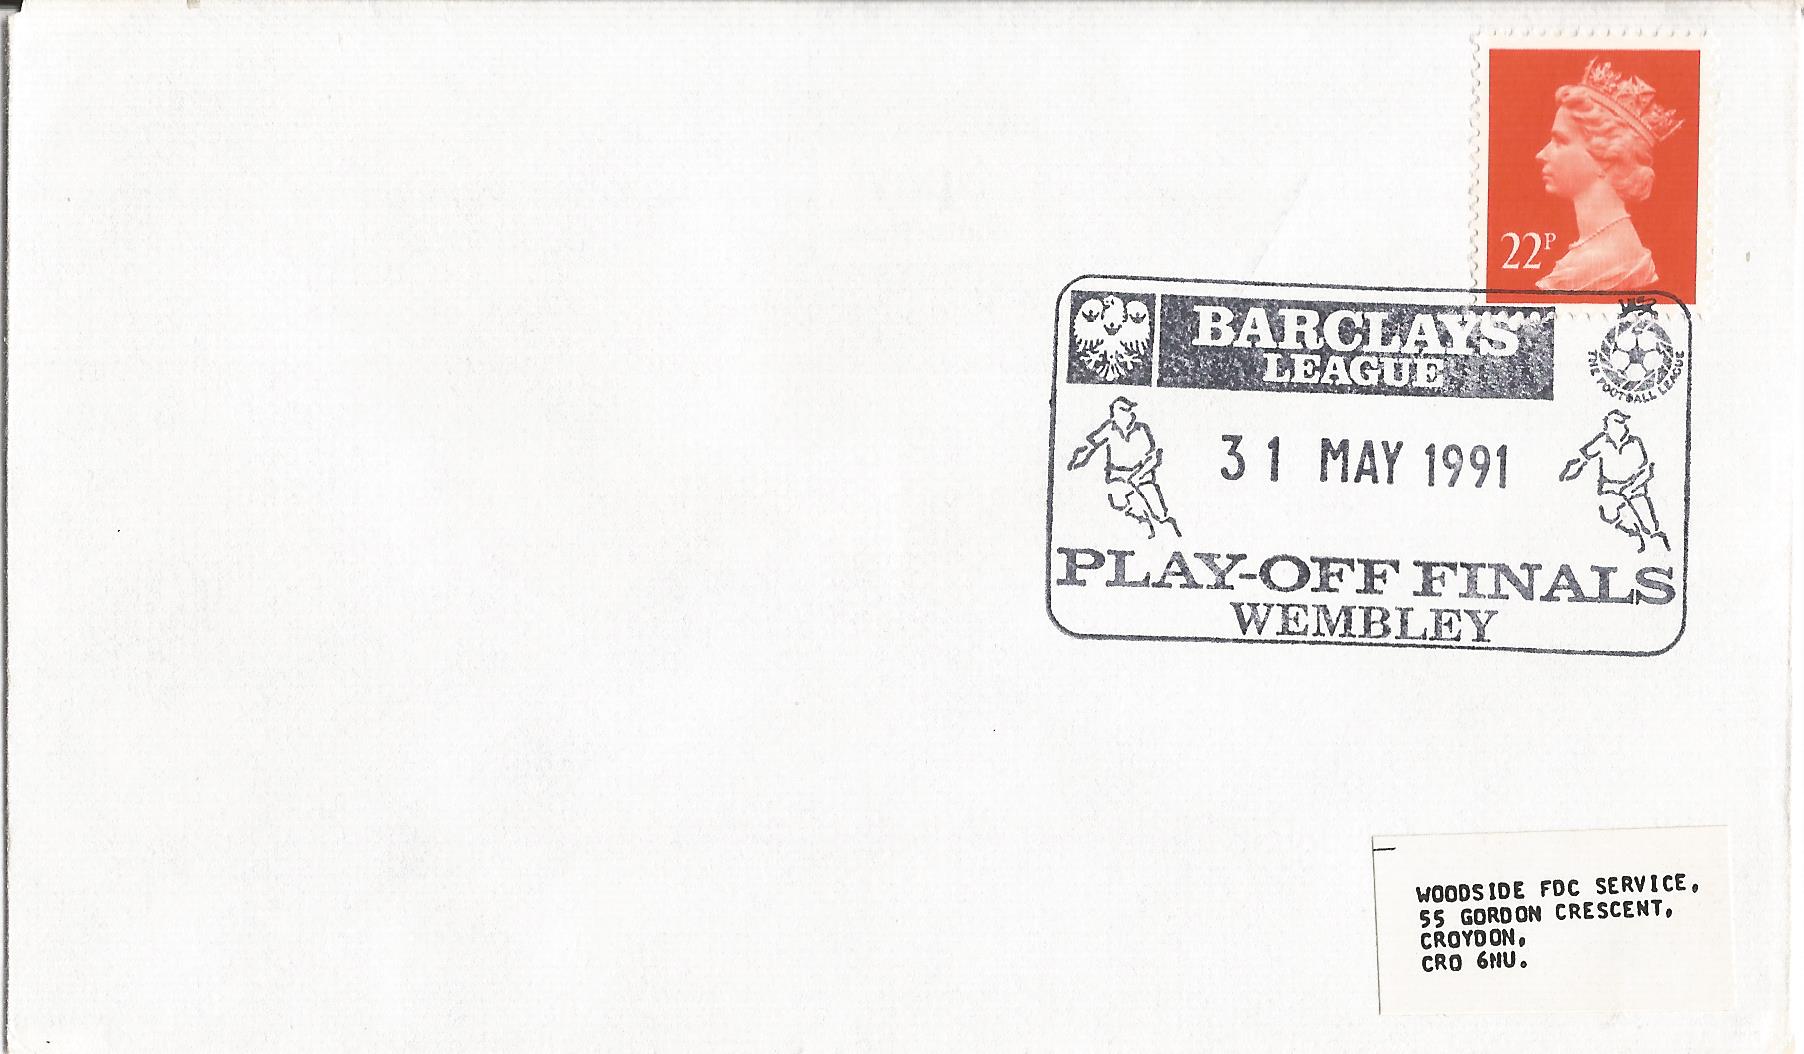 22P
BARCLAYS
LEAGUE
THE FOOTBALL LEAGUE
31 MAY 1991
PLAY-OFF FINALS
WEMBLEY
WOODSIDE FDC SERVICE,
55 GORDON CRESCENT,
CROYDON,
CR0 6NU.